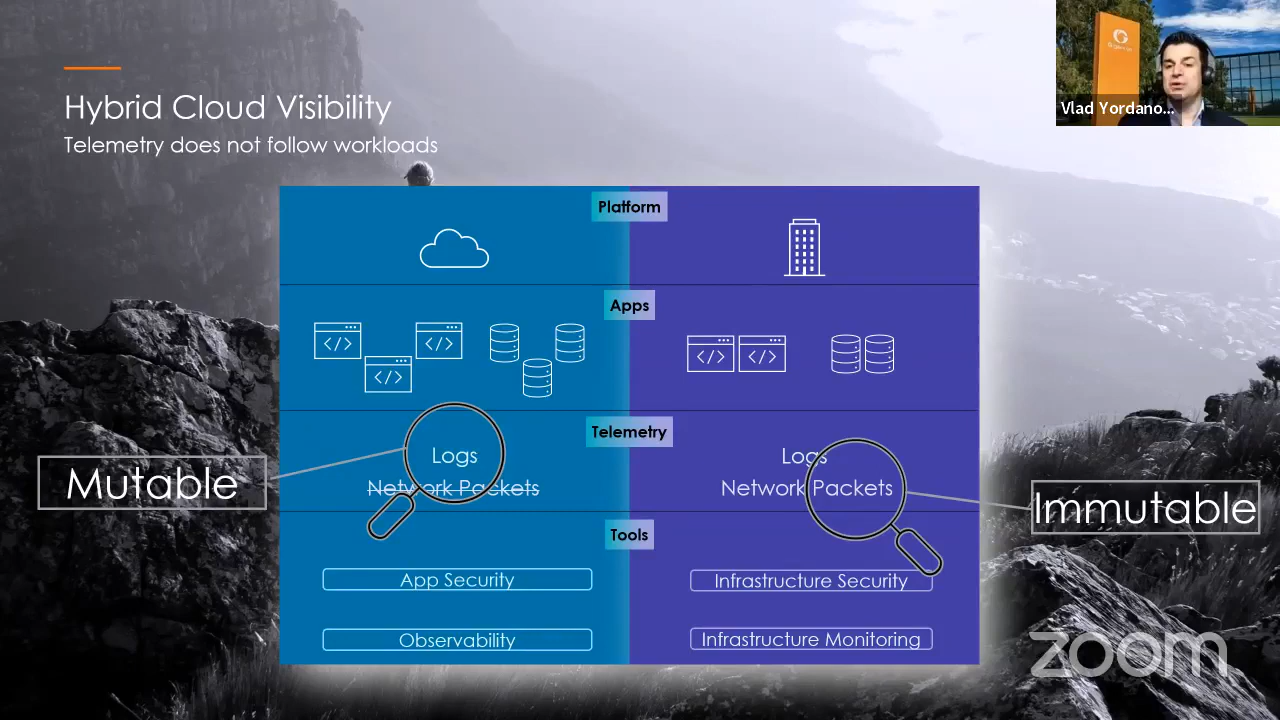 Hybrid Cloud Visibility
Telemetry does not follow workloads
Vlad Yordano...
Platform
Apps
</> </> </>
</> </>
Telemetry
Logs
Network Packets
Logs
Network Packets
Mutable
Immutable
Tools
App Security
Infrastructure Security
Observability
Infrastructure Monitoring
zoom